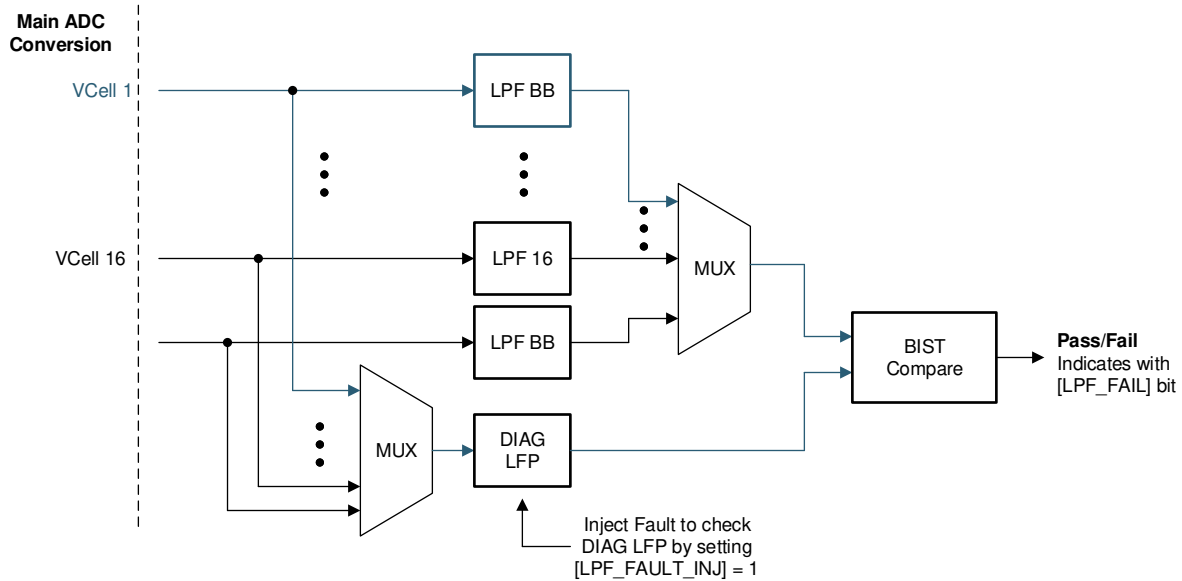 Main ADC
Conversion
VCell 1
LPF BB
VCell 16
LPF 16
MUX
LPF BB
BIST
Compare
Pass/Fail
Indicates with
[LPF_FAIL] bit
MUX
DIAG
LFP
Inject Fault to check
DIAG LFP by setting
[LPF_FAULT_INJ] = 1